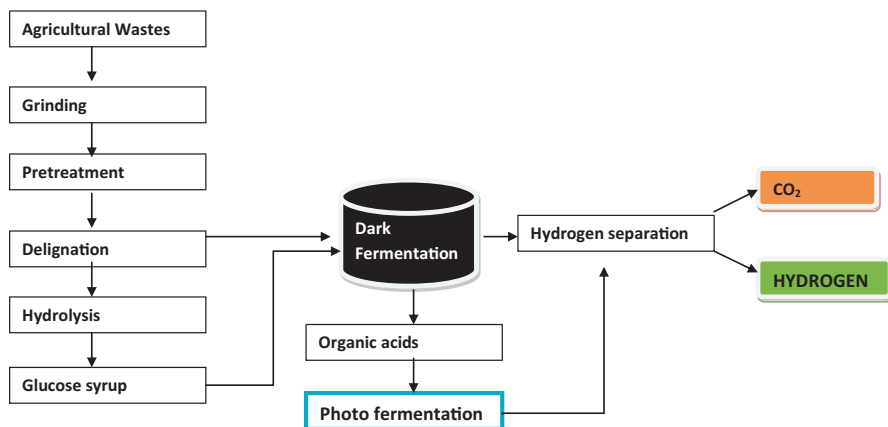 Agricultural Wastes
Grinding
Pretreatment
Delignation
Hydrolysis
Glucose syrup
Dark
Fermentation
Organic acids
Photo fermentation
Hydrogen separation
CO₂
HYDROGEN